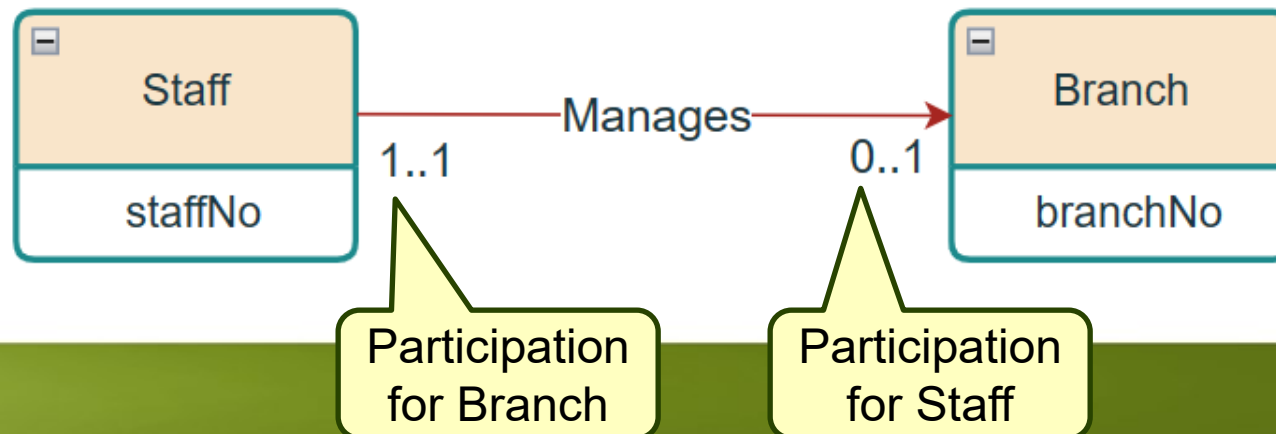 Staff
Manages
Branch
1..1
0..1
staffNo
branchNo
Participation
for Branch
Participation
for Staff